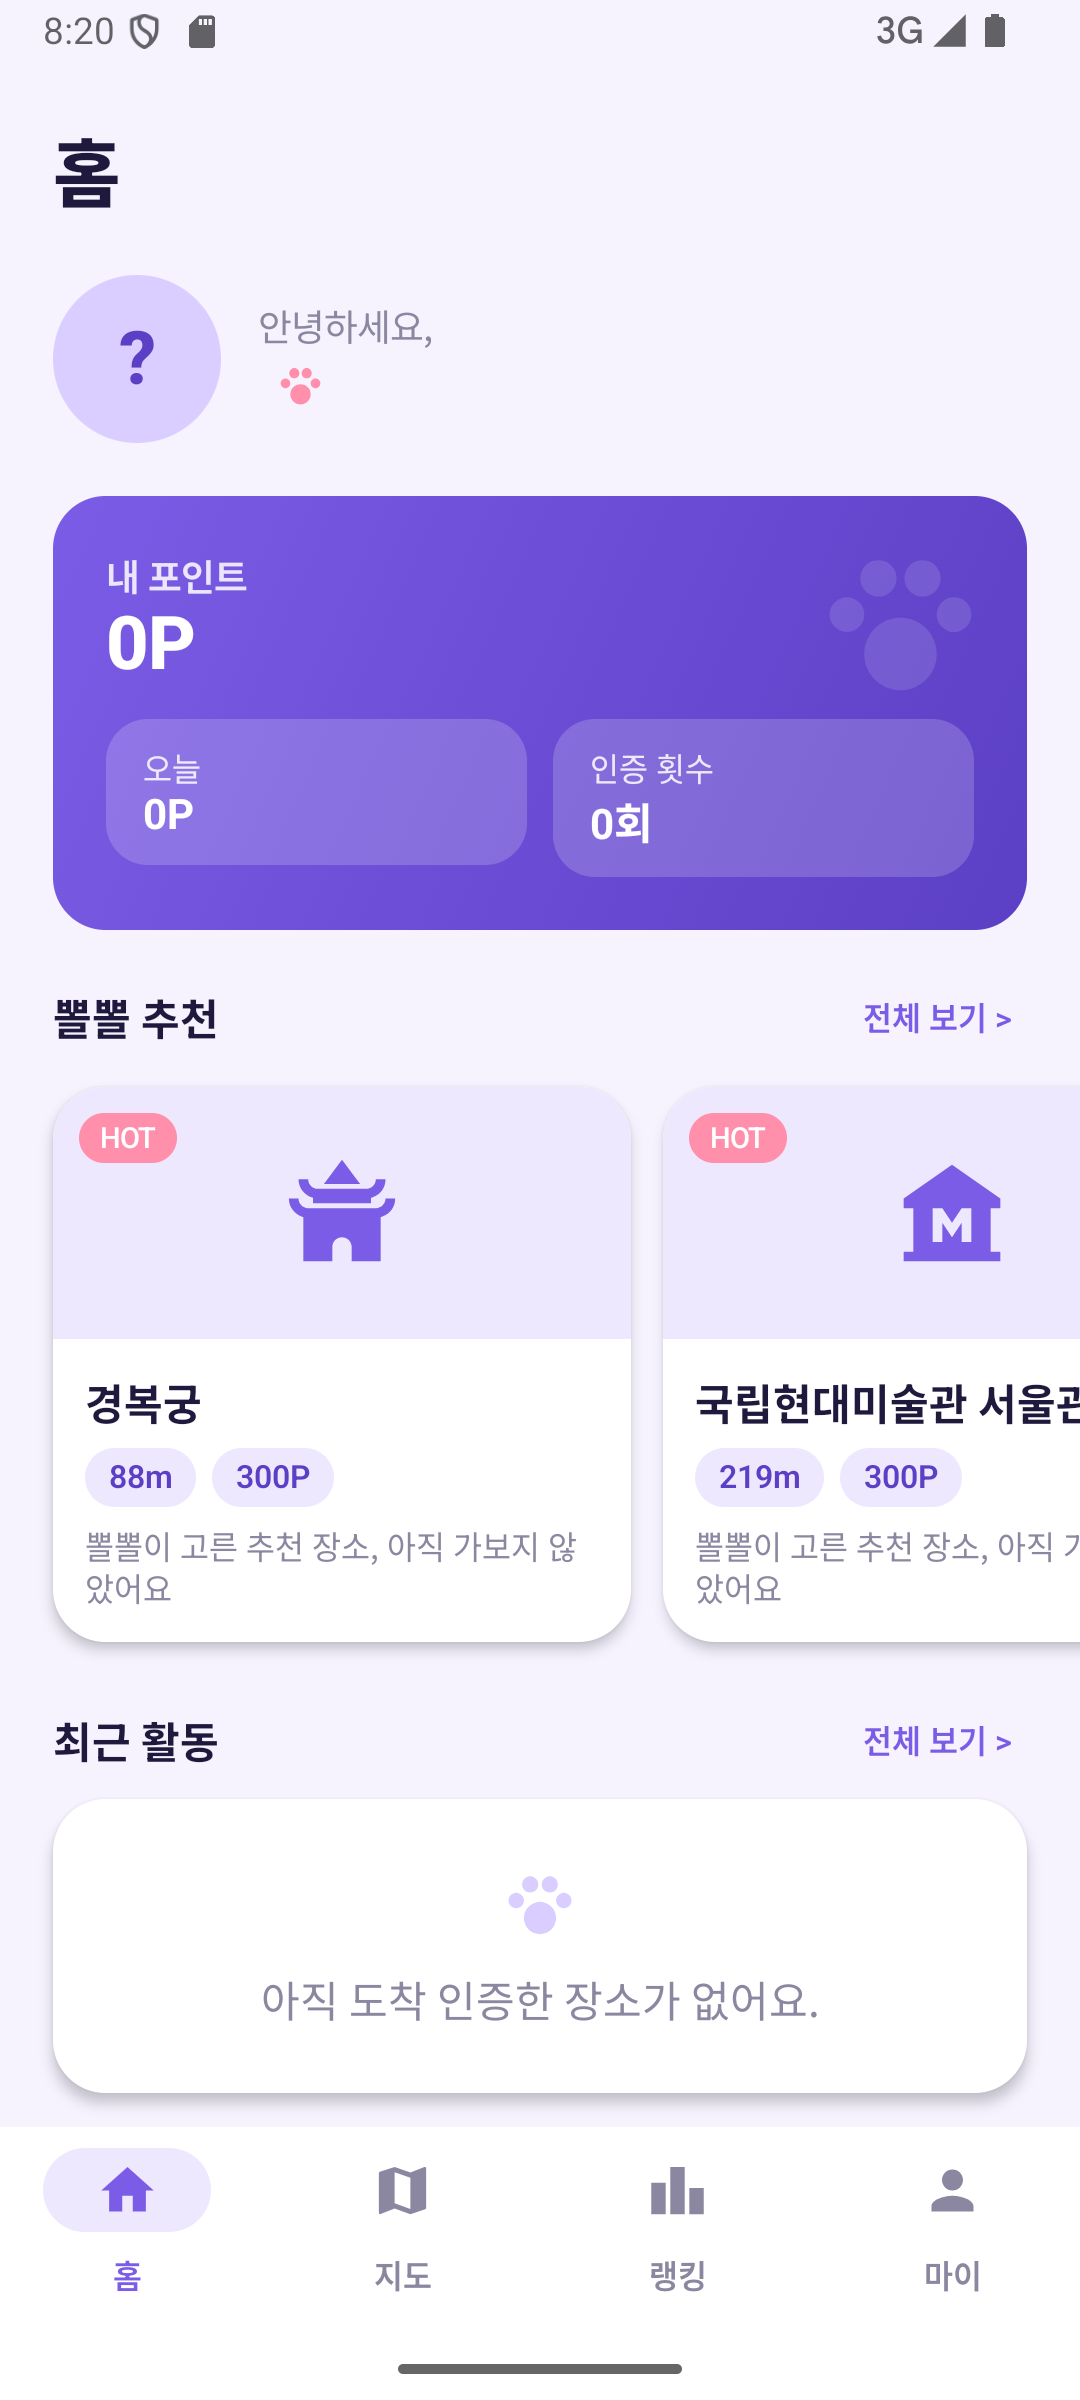 8:20
3G
홈
?
안녕하세요,
내 포인트
0P
오늘
0P
인증 횟수
0회
뽈뽈 추천
전체 보기 >
HOT
경복궁
88m
300P
뽈뽈이 고른 추천 장소, 아직 가보지 않
았어요
HOT
M
국립현대미술관 서울관
219m
300P
뽈뽈이 고른 추천 장소, 아직 가
았어요
최근 활동
전체 보기 >
아직 도착 인증한 장소가 없어요.
홈
지도
랭킹
마이